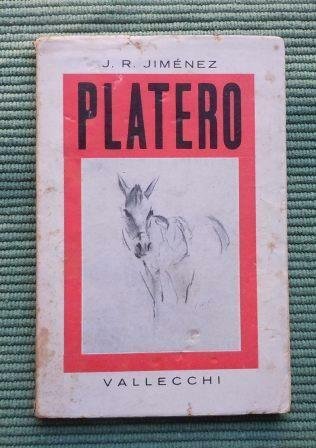 J. R. JIMÉNEZ
PLATERO
VALLECCHI